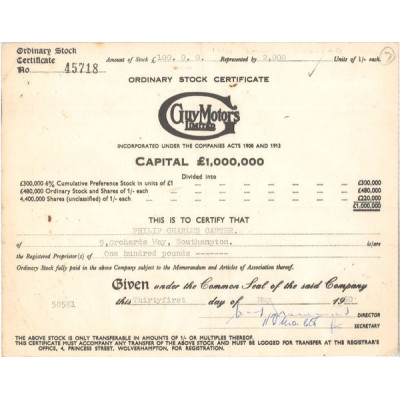 Ordinary Stock
Certificate
No 45718
Amount of Stock £100. 0. 0. Represented by 2,000 Units of 1/- each.
7
ORDINARY STOCK CERTIFICATE
Guy Motors
Limited
INCORPORATED UNDER THE COMPANIES ACTS 1908 AND 1913
CAPITAL £1,000,000
Divided into
£300,000 6% Cumulative Preference Stock in units of £1 — — — — — £300,000
£480,000 Ordinary Stock and Shares of 1/- each — — — — — £480,000
4,400,000 Shares (unclassified) of 1/- each — — — — — £220,000
£1,000,000
THIS IS TO CERTIFY THAT
PHILIP CHARLES CARTER.
5, Orchards Way, Southampton. is/are
the Registered Proprietor(s) of One hundred pounds -------
Ordinary Stock fully paid in the above Company subject to the Memorandum and Articles of Association thereof.
Given under the Common Seal of the said Company
this Thirtyfirst day of May 1960.
DIRECTOR
SECRETARY
THE ABOVE STOCK IS ONLY TRANSFERABLE IN AMOUNTS OF 1/- OR MULTIPLES THEREOF.
THIS CERTIFICATE MUST ACCOMPANY ANY TRANSFER OF THE ABOVE STOCK AND MUST BE LODGED FOR TRANSFER AT THE REGISTRAR'S
OFFICE, 4, PRINCESS STREET, WOLVERHAMPTON, FOR REGISTRATION.